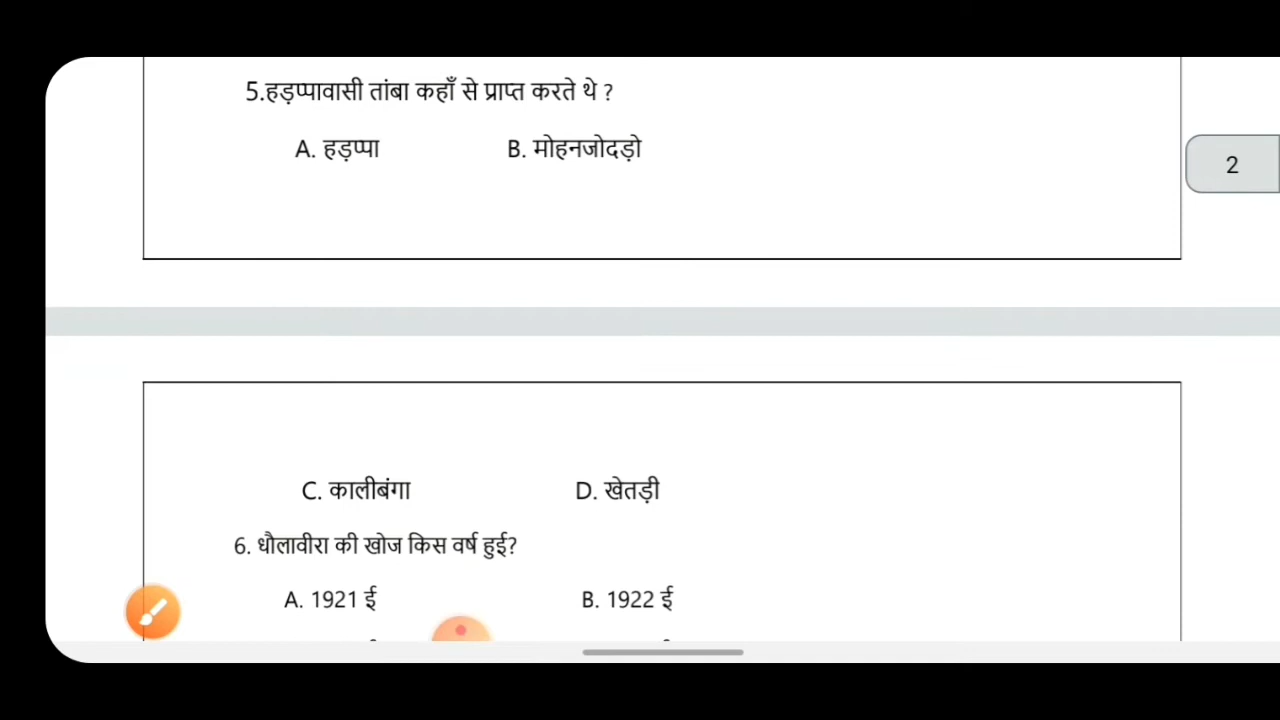 5.हड़प्पावासी तांबा कहाँ से प्राप्त करते थे ?
A. हड़प्पा B. मोहनजोदड़ो
2
C. कालीबंगा D. खेतड़ी
6. धौलावीरा की खोज किस वर्ष हुई?
A. 1921 ई B. 1922 ई